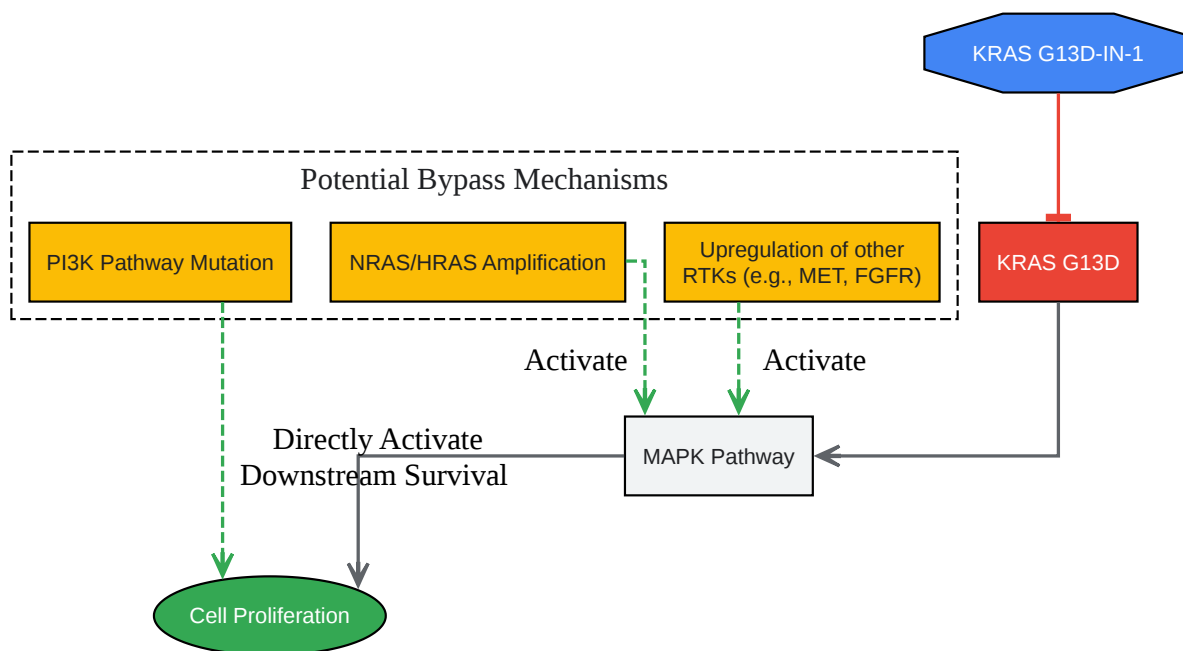 KRAS G13D-IN-1
Potential Bypass Mechanisms
PI3K Pathway Mutation
NRAS/HRAS Amplification
Upregulation of other
RTKs (e.g., MET, FGFR)
KRAS G13D
Activate
Activate
Directly Activate
Downstream Survival
MAPK Pathway
Cell Proliferation